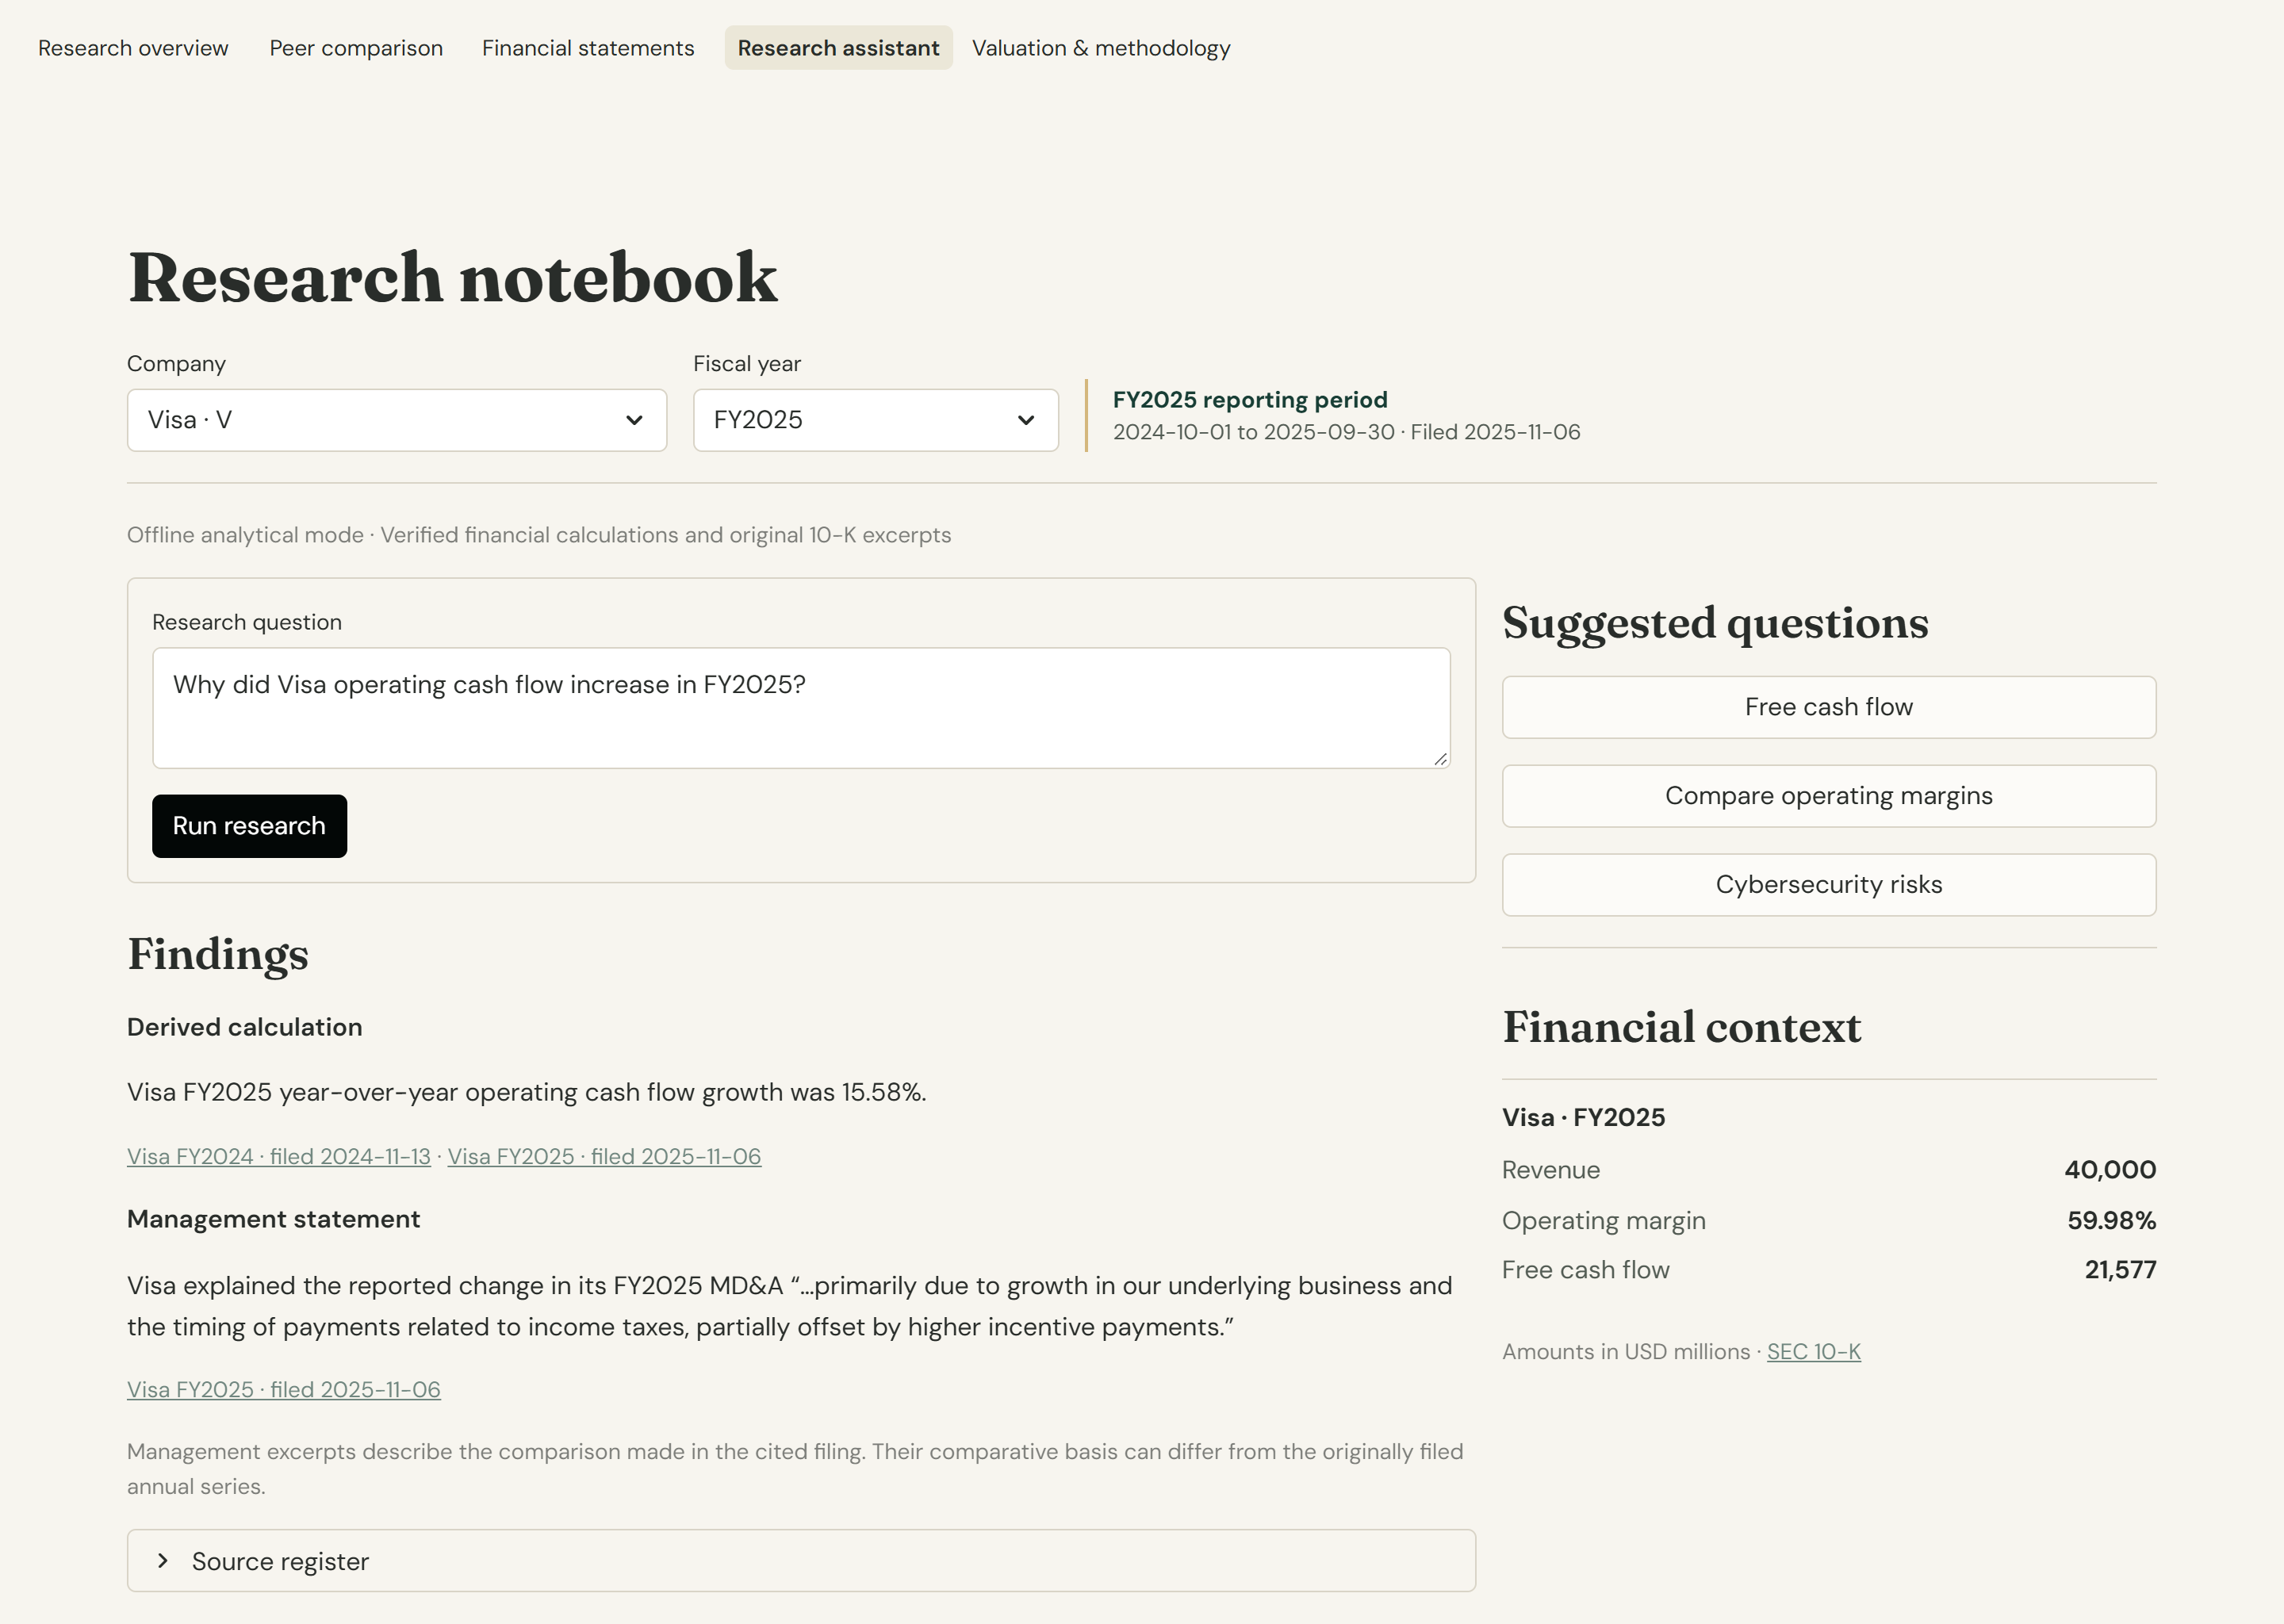 Research overview
Peer comparison
Financial statements
Research assistant
Valuation & methodology
Research notebook
Company
Visa · V
Fiscal year
FY2025
FY2025 reporting period
2024-10-01 to 2025-09-30 · Filed 2025-11-06
Offline analytical mode · Verified financial calculations and original 10-K excerpts
Research question
Why did Visa operating cash flow increase in FY2025?
Run research
Findings
Derived calculation
Visa FY2025 year-over-year operating cash flow growth was 15.58%.
Visa FY2024 · filed 2024-11-13 · Visa FY2025 · filed 2025-11-06
Management statement
Visa explained the reported change in its FY2025 MD&A “…primarily due to growth in our underlying business and
the timing of payments related to income taxes, partially offset by higher incentive payments.”
Visa FY2025 · filed 2025-11-06
Management excerpts describe the comparison made in the cited filing. Their comparative basis can differ from the originally filed
annual series.
Source register
Suggested questions
Free cash flow
Compare operating margins
Cybersecurity risks
Financial context
Visa · FY2025
Revenue 40,000
Operating margin 59.98%
Free cash flow 21,577
Amounts in USD millions · SEC 10-K